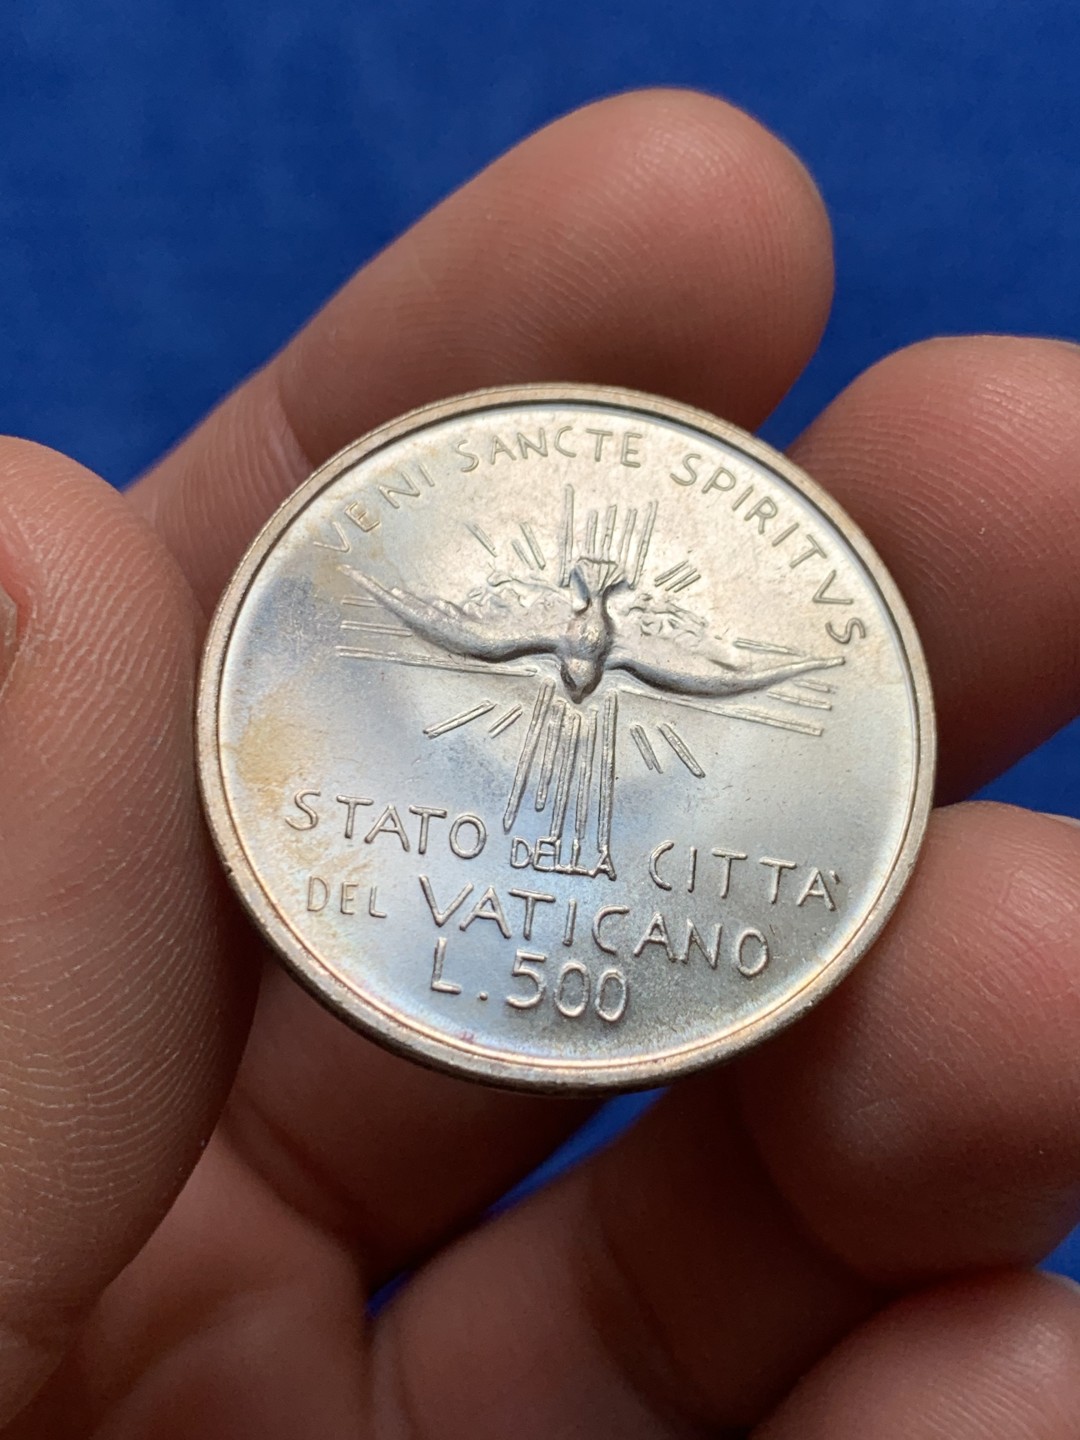 VENI SANCTE SPIRITVS
STATO DELLA CITTA'
DEL VATICANO
L.500